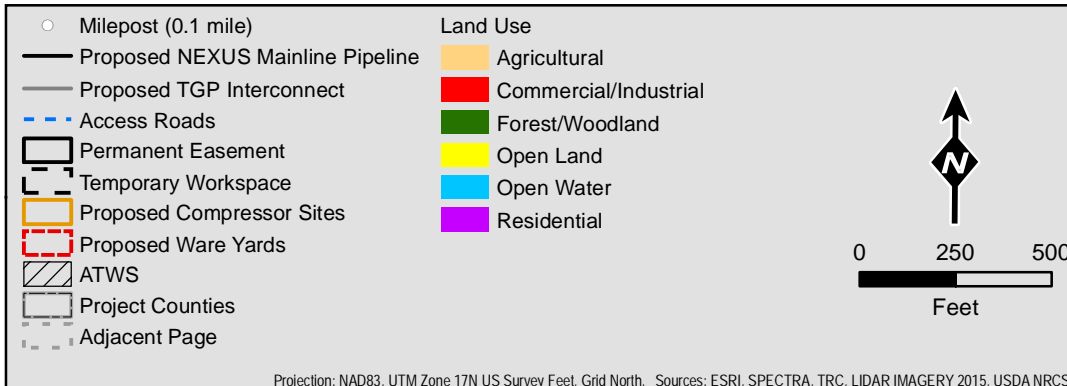 Milepost (0.1 mile)
Proposed NEXUS Mainline Pipeline
Proposed TGP Interconnect
Access Roads
Permanent Easement
Temporary Workspace
Proposed Compressor Sites
Proposed Ware Yards
ATWS
Project Counties
Adjacent Page
Land Use
Agricultural
Commercial/Industrial
Forest/Woodland
Open Land
Open Water
Residential
N
0 250 500
Feet
Projection: NAD83, UTM Zone 17N US Survey Feet, Grid North, Sources: ESRI, SPECTRA, TRC, LIDAR IMAGERY 2015, USDA NRCS